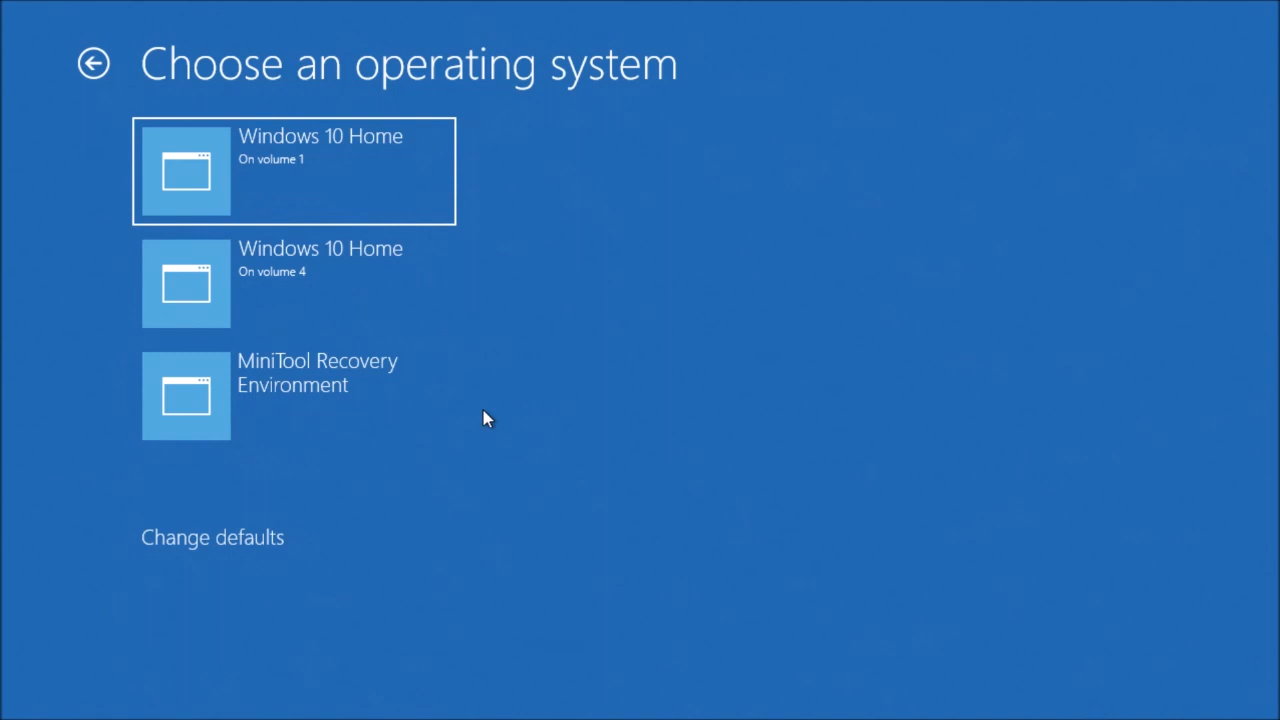 Choose an operating system
Windows 10 Home
On volume 1
Windows 10 Home
On volume 4
MiniTool Recovery
Environment
Change defaults